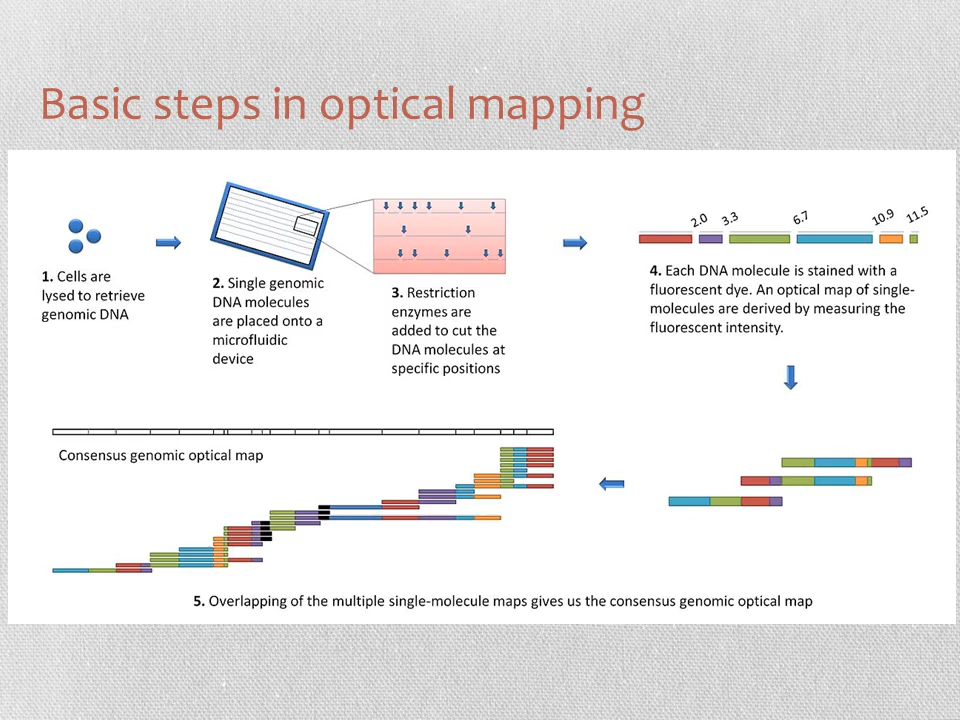 Basic steps in optical mapping
1. Cells are
lysed to retrieve
genomic DNA
2. Single genomic
DNA molecules
are placed onto a
microfluidic
device
3. Restriction
enzymes are
added to cut the
DNA molecules at
specific positions
2.0 3.3 6.7 10.9 11.5
4. Each DNA molecule is stained with a
fluorescent dye. An optical map of single-
molecules are derived by measuring the
fluorescent intensity.
Consensus genomic optical map
5. Overlapping of the multiple single-molecule maps gives us the consensus genomic optical map